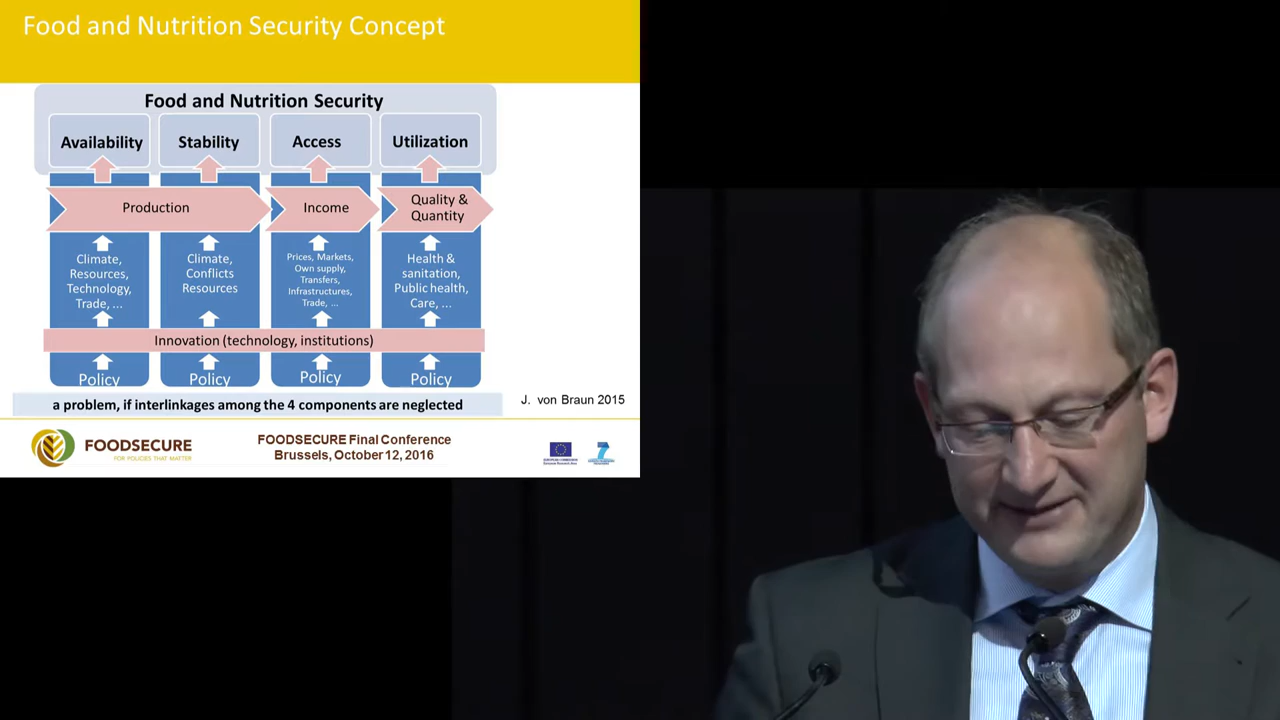 Food and Nutrition Security Concept
Food and Nutrition Security
Availability
Stability
Access
Utilization
Production
Income
Quality &
Quantity
Climate,
Resources,
Technology,
Trade, ...
Climate,
Conflicts
Resources
Prices, Markets,
Own supply,
Transfers,
Infrastructures,
Trade, ...
Health &
sanitation,
Public health,
Care, ...
Innovation (technology, institutions)
Policy
Policy
Policy
Policy
a problem, if interlinkages among the 4 components are neglected
J. von Braun 2015
FOODSECURE
FOR POLICIES THAT MATTER
FOODSECURE Final Conference
Brussels, October 12, 2016
7